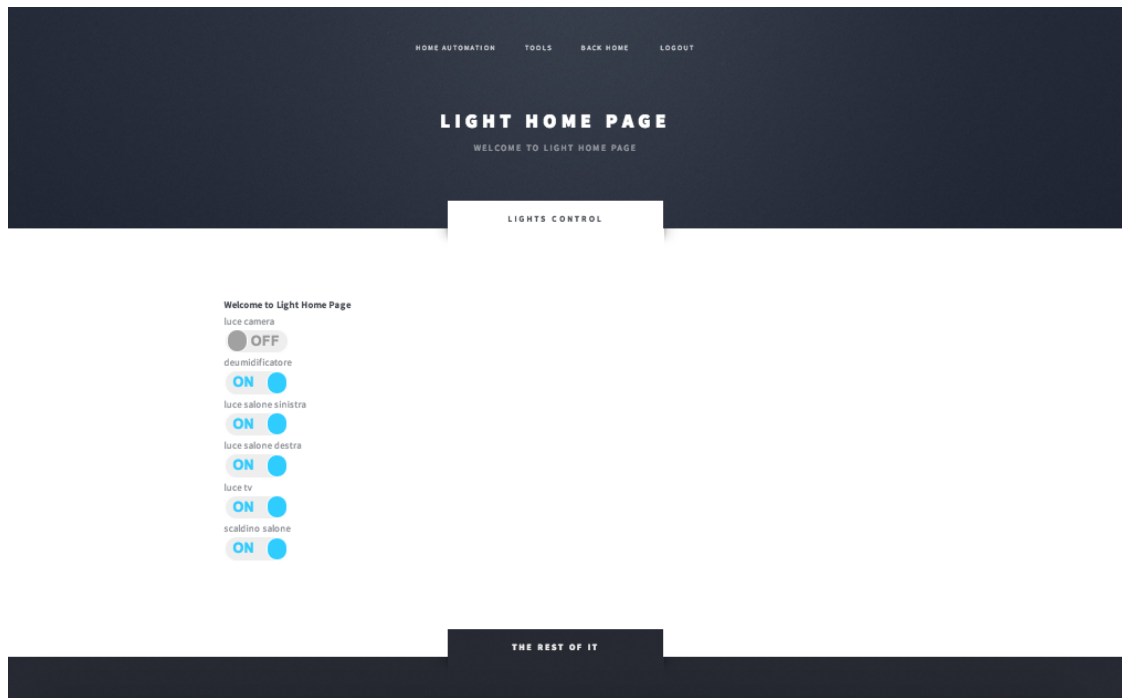 HOME AUTOMATION TOOLS BACK HOME LOGOUT
LIGHT HOME PAGE
WELCOME TO LIGHT HOME PAGE
LIGHTS CONTROL
Welcome to Light Home Page
luce camera
OFF
deumidificatore
ON
luce salone sinistra
ON
luce salone destra
ON
luce tv
ON
scaldino salone
ON
THE REST OF IT